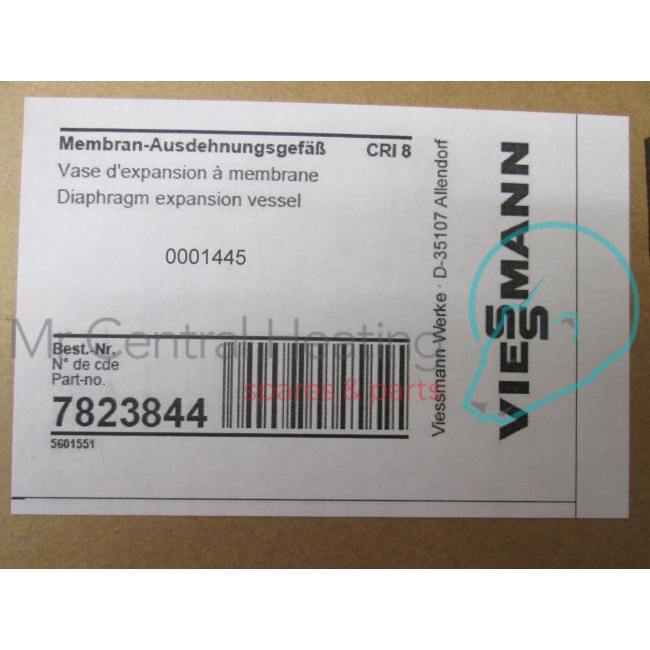 Membran-Ausdehnungsgefäß CRI 8
Vase d'expansion à membrane
Diaphragm expansion vessel
0001445
Mr Central Heating
spares & parts
Best.-Nr.
N° de cde
Part-no.
7823844
5601551
Viessmann Werke · D-35107 Allendorf
VIESSMANN